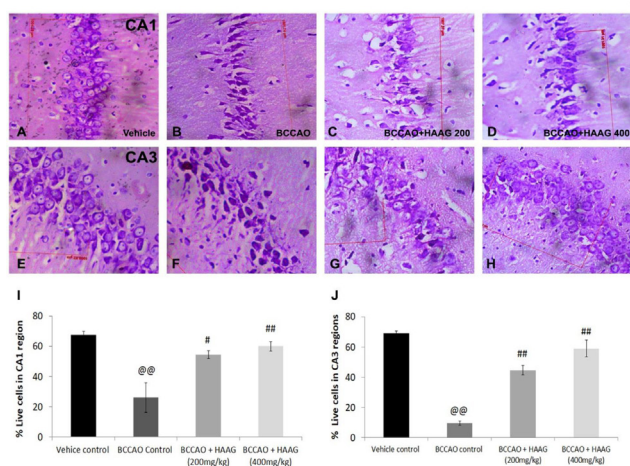 CA1
A
Vehicle
B
BCCAO
C
BCCAO+HAAG 200
D
BCCAO+HAAG 400
CA3
E
F
G
H
I
% Live cells in CA1 region
80
60
40
20
0
@@
#
##
Vehice control
BCCAO Control
BCCAO + HAAG
(200mg/kg)
BCCAO + HAAG
(400mg/kg)
J
% Live cells in CA3 regions
80
60
40
20
0
@@
##
##
Vehicle control
BCCAO control
BCCAO + HAAG
(200mg/kg)
BCCAO + HAAG
(400mg/kg)